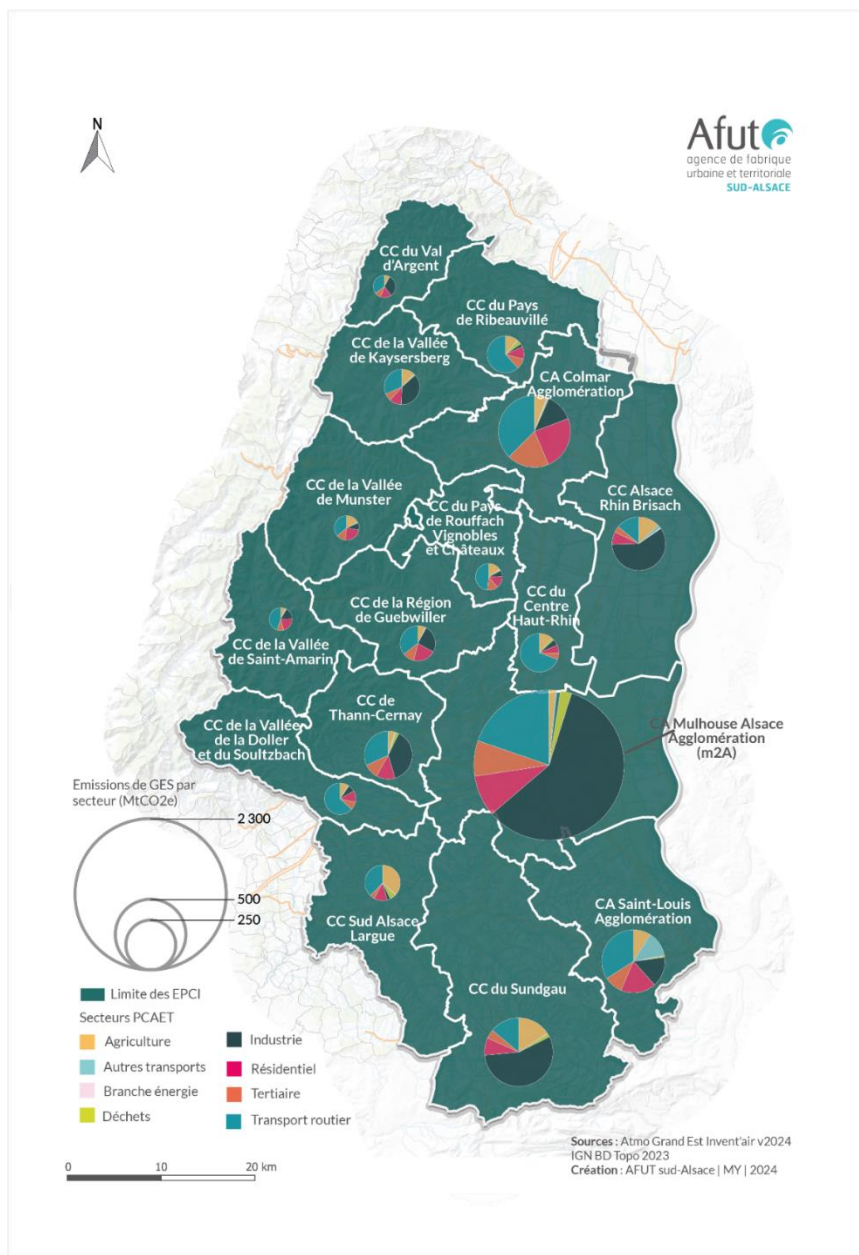 N
Afut
agence de fabrique
urbaine et territoriale
SUD-ALSACE
CC du Val
d'Argent
CC du Pays
de Ribeauvillé
CC de la Vallée
de Kaysersberg
CA Colmar
Agglomération
CC de la Vallée
de Munster
CC du Pays
de Rouffach
Vignobles
et Châteaux
CC Alsace
Rhin Brisach
CC du
Centre
Haut-Rhin
CC de la Région
de Guebwiller
CC de la Vallée
de Saint-Amarin
CC de
Thann-Cernay
CC de la Vallée
de la Doller
et du Soultzbach
CA Mulhouse Alsace
Agglomération
(m2A)
Emissions de GES par
secteur (MtCO2e)
2 300
500
250
CC Sud Alsace
Largue
CA Saint-Louis
Agglomération
CC du Sundgau
Limite des EPCI
Secteurs PCAET
Agriculture
Autres transports
Branche énergie
Déchets
Industrie
Résidentiel
Tertiaire
Transport routier
0 10 20 km
Sources : Atmo Grand Est Invent'air v2024
IGN BD Topo 2023
Création : AFUT sud-Alsace | MY | 2024